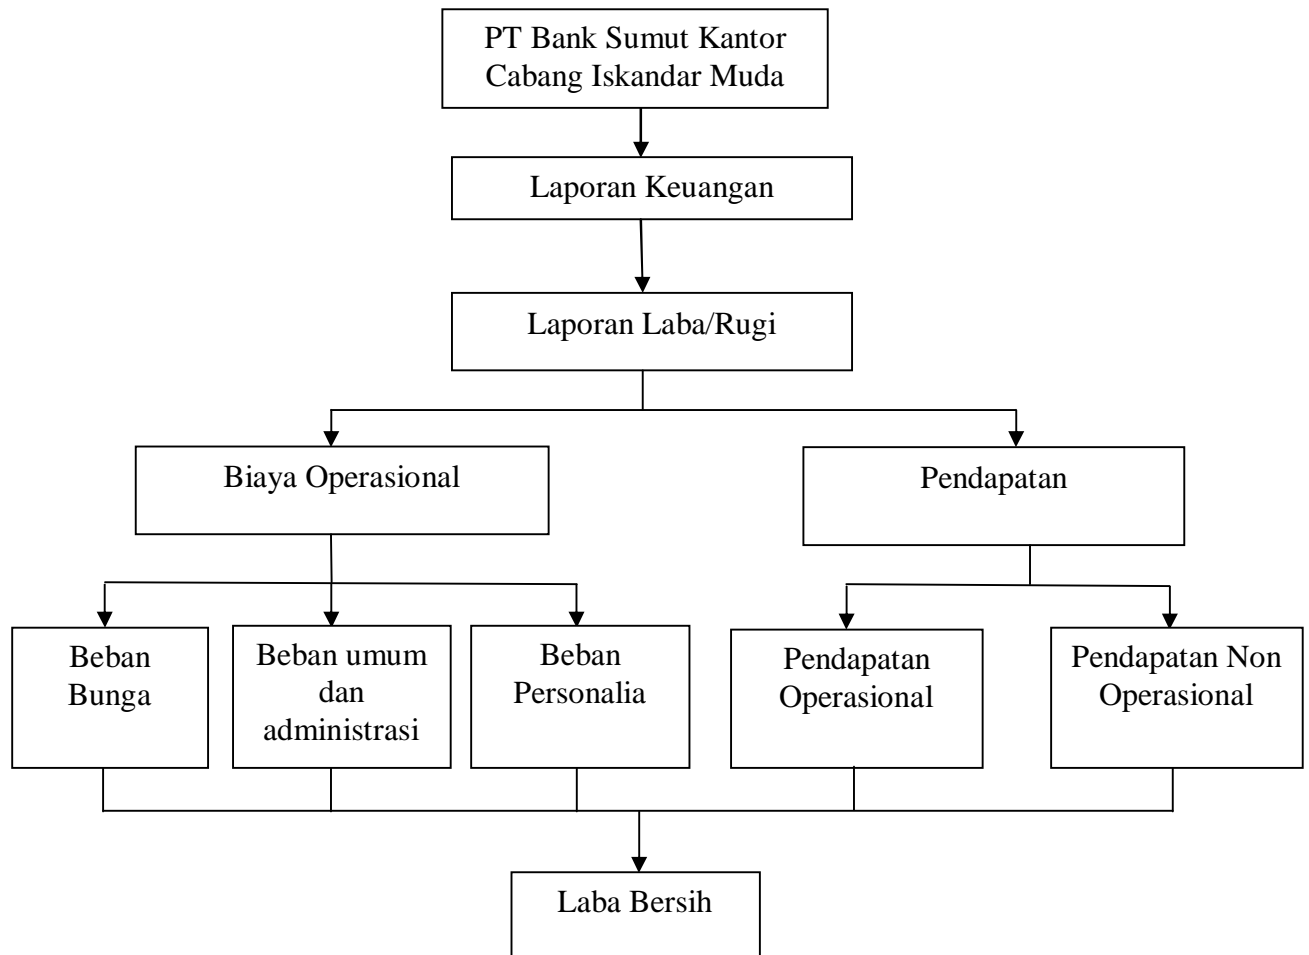 PT Bank Sumut Kantor
Cabang Iskandar Muda
Laporan Keuangan
Laporan Laba/Rugi
Biaya Operasional
Pendapatan
Beban
Bunga
Beban umum
dan
administrasi
Beban
Personalia
Pendapatan
Operasional
Pendapatan Non
Operasional
Laba Bersih